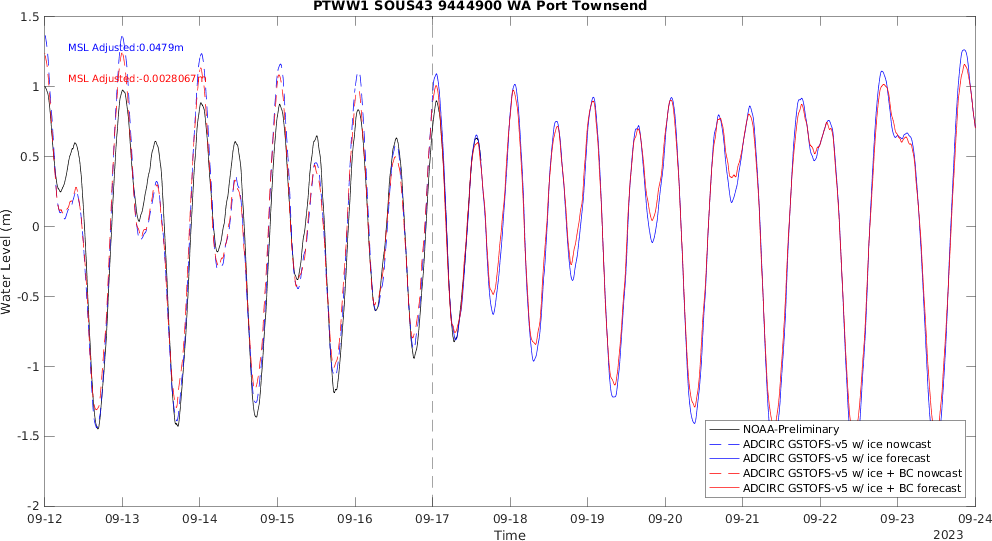 PTWW1 SOUS43 9444900 WA Port Townsend
MSL Adjusted:0.0479m
MSL Adjusted:-0.0028067m
Water Level (m)
1.5
1
0.5
0
-0.5
-1
-1.5
-2
NOAA-Preliminary
ADCIRC GSTOFS-v5 w/ ice nowcast
ADCIRC GSTOFS-v5 w/ ice forecast
ADCIRC GSTOFS-v5 w/ ice + BC nowcast
ADCIRC GSTOFS-v5 w/ ice + BC forecast
09-12 09-13 09-14 09-15 09-16 09-17 09-18 09-19 09-20 09-21 09-22 09-23 09-24
Time
2023